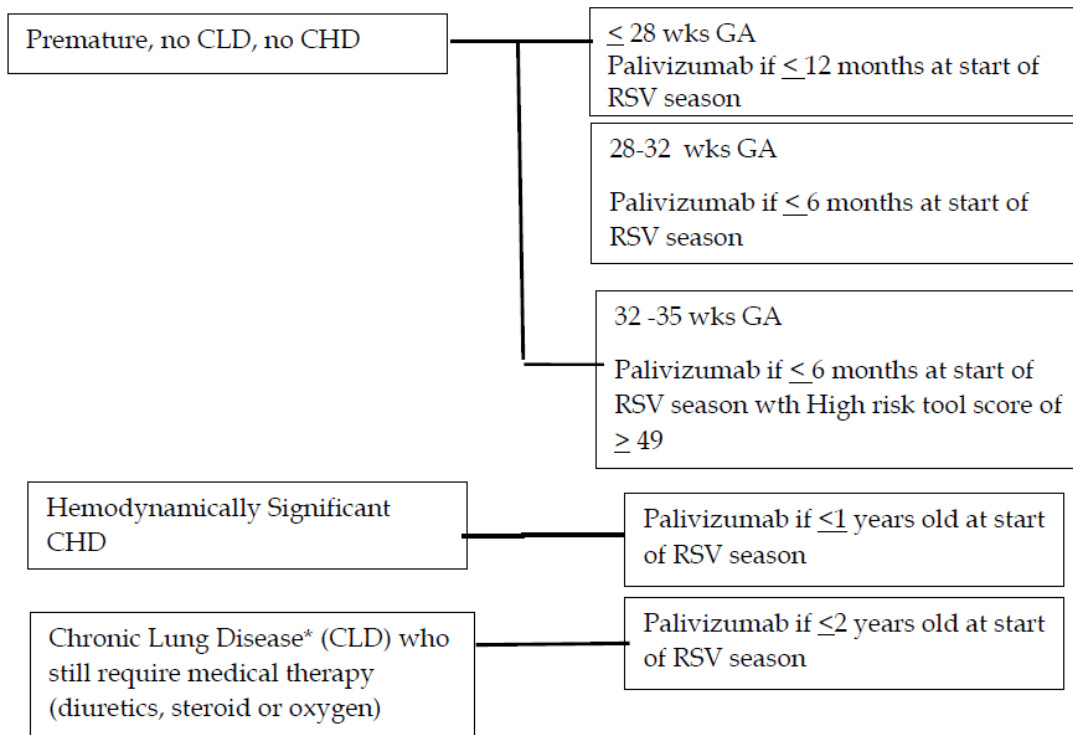 Premature, no CLD, no CHD
≤ 28 wks GA
Palivizumab if ≤ 12 months at start of
RSV season
28-32 wks GA
Palivizumab if ≤ 6 months at start of
RSV season
32 -35 wks GA
Palivizumab if ≤ 6 months at start of
RSV season wth High risk tool score of
≥ 49
Hemodynamically Significant
CHD
Palivizumab if ≤1 years old at start
of RSV season
Chronic Lung Disease* (CLD) who
still require medical therapy
(diuretics, steroid or oxygen)
Palivizumab if ≤2 years old at start
of RSV season